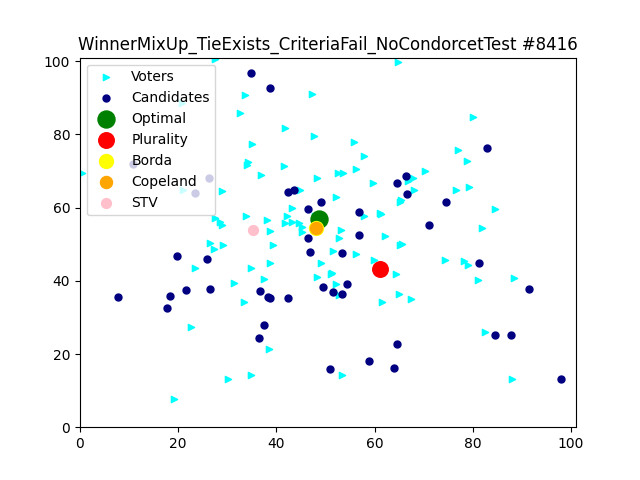 WinnerMixUp_TieExists_CriteriaFail_NoCondorcetTest #8416
Voters
Candidates
Optimal
Plurality
Borda
Copeland
STV
100
80
60
40
20
0
0 20 40 60 80 100